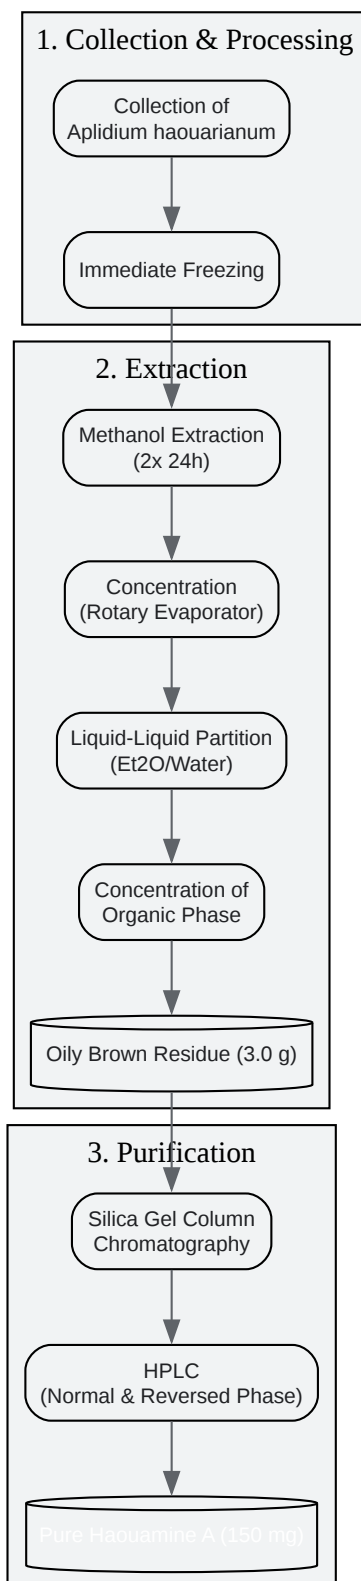 1. Collection & Processing
Collection of
Aplidium haouarianum
Immediate Freezing
2. Extraction
Methanol Extraction
(2x 24h)
Concentration
(Rotary Evaporator)
Liquid-Liquid Partition
(Et2O/Water)
Concentration of
Organic Phase
Oily Brown Residue (3.0 g)
3. Purification
Silica Gel Column
Chromatography
HPLC
(Normal & Reversed Phase)
Pure Haouamine A (150 mg)